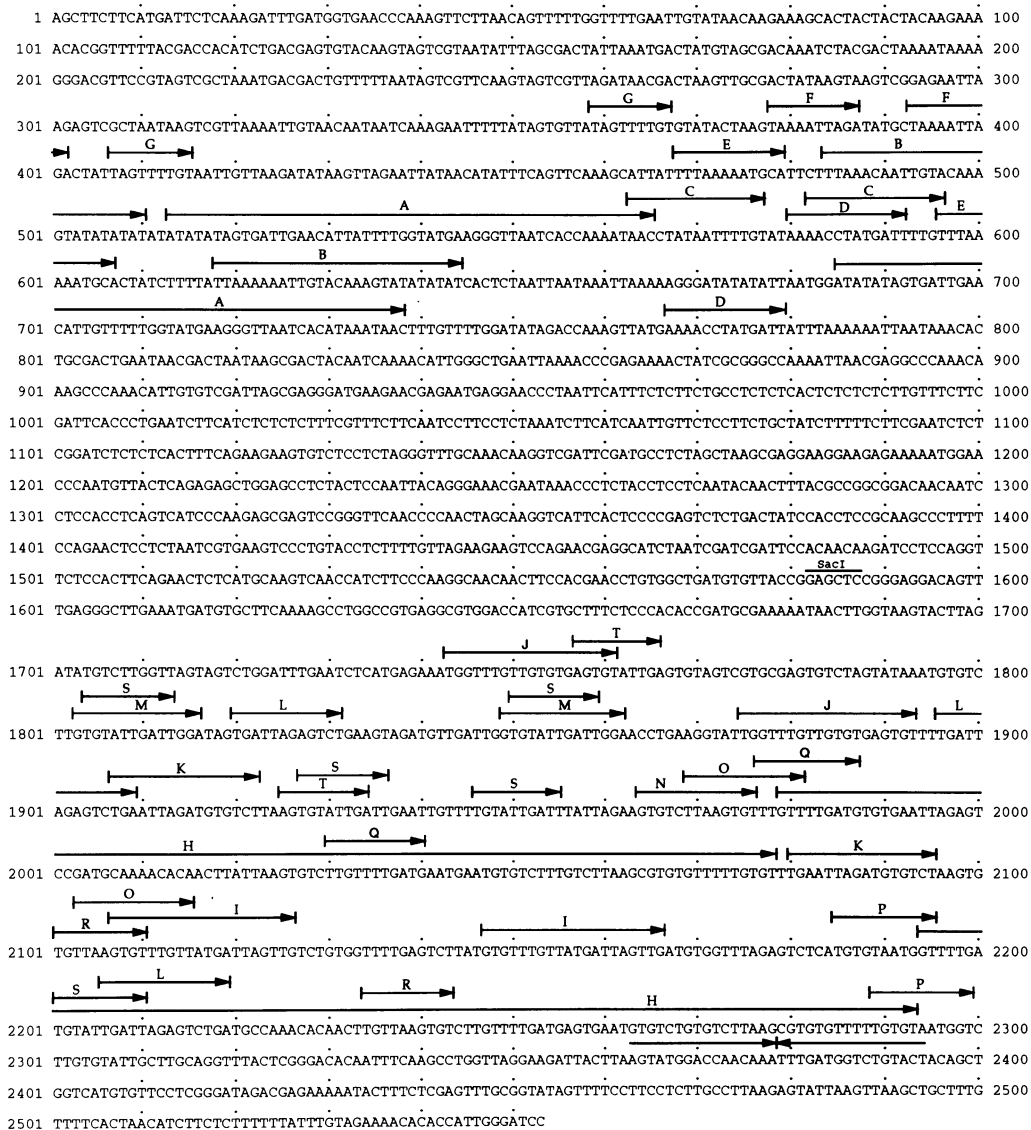 1 AGCTTCTTCATGATTCTCAAAGATTTGATGGTGAACCCAAAGTTCTTAACAGTTTTTGGTTTTGAATTGTATAACAAGAAAGCACTACTACTACAAGAAA 100
101 ACACGGTTTTTACGACCACATCTGACGAGTGTACAAGTAGTCGTAATATTTAGCGACTATTAAATGACTATGTAGCGACAAATCTACGACTAAAATAAAA 200
201 GGGACGTTCCGTAGTCGCTAAATGACGACTGTTTTTAATAGTCGTTCAAGTAGTCGTTAGATAACGACTAAGTTGCGACTATAAGTAAGTCGGAGAATTA 300
G F F
301 AGAGTCGCTAATAAGTCGTTAAAATTGTAACAATAATCAAAGAATTTTTATAGTGTTATAGTTTTGTGTATACTAAGTAAAATTAGATATGCTAAAATTA 400
G E B
401 GACTATTAGTTTTGTAATTGTTAAGATATAAGTTAGAATTATAACATATTTCAGTTCAAAGCATTATTTTAAAAATGCATTCTTTAAACAATTGTACAAA 500
A C D C E
501 GTATATATATATATATATAGTGATTGAACATTATTTTGGTATGAAGGGTTAATCACCAAAATAACCTATAATTTTGTATAAAACCTATGATTTTGTTTAA 600
B
601 AAATGCACTATCTTTTATTAAAAAATTGTACAAAGTATATATATCACTCTAATTAATAAAATTAAAAAGGGATATATATTAATGGATATATAGTGATTGAA 700
A D
701 CATTGTTTTTGGTATGAAGGGTTAATCACATAAATAACTTTGTTTTGGATATAGACCAAAGTTATGAAAACCTATGATTATTTAAAAAATTAATAAACAC 800
801 TGCGACTGAATAACGACTAATAAGCGACTACAATCAAAACATTGGGCTGAATTAAAACCCGAGAAAACTATCGCGGGCCAAAATTAACGAGGCCCAAACA 900
901 AAGCCCAAACATTGTGTCGATTAGCGAGGGATGAAGAACGAGAATGAGGAACCCTAATTCATTTCTCTTCTGCCTCTCTCACTCTCTCTCTTGTTTCTTC 1000
1001 GATTCACCCTGAATCTTCATCTCTCTCTTTCGTTTCTTCAATCCTTCCTCTAAATCTTCATCAATTGTTCTCCTTCTGCTATCTTTTTCTTCGAATCTCT 1100
1101 CGGATCTCTCTCACTTTCAGAAGAAGTGTCTCCTCTAGGGTTTGCAAACAAGGTCGATTCGATGCCTCTAGCTAAGCGAGGAAGGAAGAGAAAAATGGAA 1200
1201 CCCAATGTTACTCAGAGAGCTGGAGCCTCTACTCCAATTACAGGGAAACGAATAAACCCTCTACCTCCTCAATACAACTTTACGCCGGCGGACAACAATC 1300
1301 CTCCACCTCAGTCATCCCAAGAGCGAGTCCGGGTTCAACCCCAACTAGCAAGGTCATTCACTCCCCGAGTCTCTGACTATCCACCTCCGCAAGCCCTTTT 1400
1401 CCAGAACTCCTCTAATCGTGAAGTCCCTGTACCTCTTTTGTTAGAAGAAGTCCAGAACGAGGCATCTAATCGATCGATTCCACAACAAGATCCTCCAGGT 1500
SacI
1501 TCTCCACTTCAGAACTCTCATGCAAGTCAACCATCTTCCCAAGGCAACAACTTCCACGAACCTGTGGCTGATGTGTTACCGGAGCTCCGGGAGGACAGTT 1600
1601 TGAGGGCTTGAAATGATGTGCTTCAAAAGCCTGGCCGTGAGGCGTGGACCATCGTGCTTTCTCCCACACCGATGCGAAAAATAACTTGGTAAGTACTTAG 1700
J T
1701 ATATGTCTTGGTTAGTAGTCTGGATTTGAATCTCATGAGAAATGGTTTGTTGTGTGAGTGTATTGAGTGTAGTCGTGCGAGTGTCTAGTATAAATGTGTC 1800
S S
M L M J L
1801 TTGTGTATTGATTGGATAGTGATTAGAGTCTGAAGTAGATGTTGATTGGTGTATTGATTGGAACCTGAAGGTATTGGTTTGTTGTGTGAGTGTTTTGATT 1900
Q
K S T S N O
1901 AGAGTCTGAATTAGATGTGTCTTAAGTGTATTGATTGAATTGTTTTGTATTGATTTATTAGAAGTGTCTTAAGTGTTTGTTTTGATGTGTGAATTAGAGT 2000
H Q K
2001 CCGATGCAAAACACAACTTATTAAGTGTCTTGTTTTGATGAATGAATGTGTCTTTGTCTTAAGCGTGTGTTTTTGTGTTTGAATTAGATGTGTCTAAGTG 2100
O
R I I P
2101 TGTTAAGTGTTTGTTATGATTAGTTGTCTGTGGTTTTGAGTCTTATGTGTTTGTTATGATTAGTTGATGTGGTTTAGAGTCTCATGTGTAATGGTTTTGA 2200
L
S R H P
2201 TGTATTGATTAGAGTCTGATGCCAAACACAACTTGTTAAGTGTCTTGTTTTGATGAGTGAATGTGTCTGTGTCTTAAGCGTGTGTTTTTGTGTAATGGTC 2300
2301 TTGTGTATTGCTTGCAGGTTTACTCGGGACACAATTTCAAGCCTGGTTAGGAAGATTACTTAAGTATGGACCAACAAATTTGATGGTCTGTACTACAGCT 2400
2401 GGTCATGTGTTCCTCGGGATAGACGAGAAAAATACTTTCTCGAGTTTGCGGTATAGTTTTCCTTCCTCTTGCCTTAAGAGTATTAAGTTAAGCTGCTTTG 2500
2501 TTTTCACTAACATCTTCTCTTTTTTATTTGTAGAAAACACACCATTGGGATCC